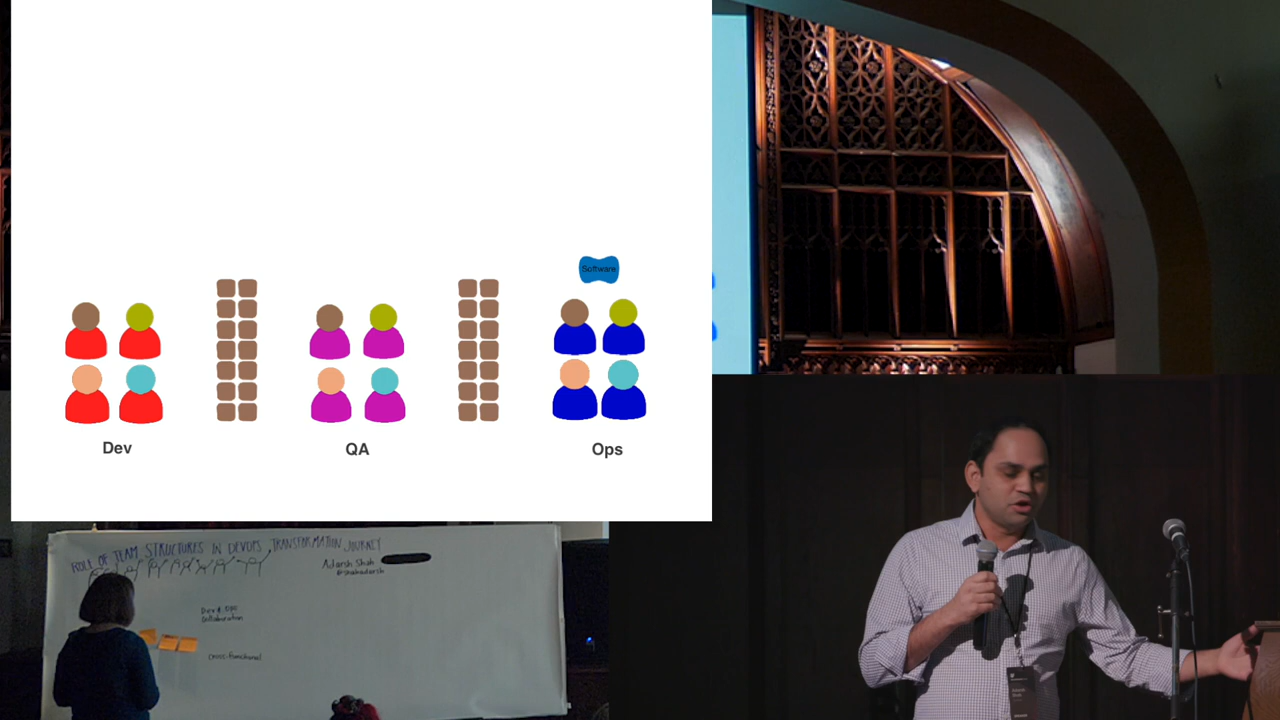 Software
Dev
QA
Ops
ROLE OF TEAM STRUCTURES IN DEVOPS TRANSFORMATION JOURNEY
Adarsh Shah
@shahadarsh
Dev & Ops
Collaboration
cross-functional